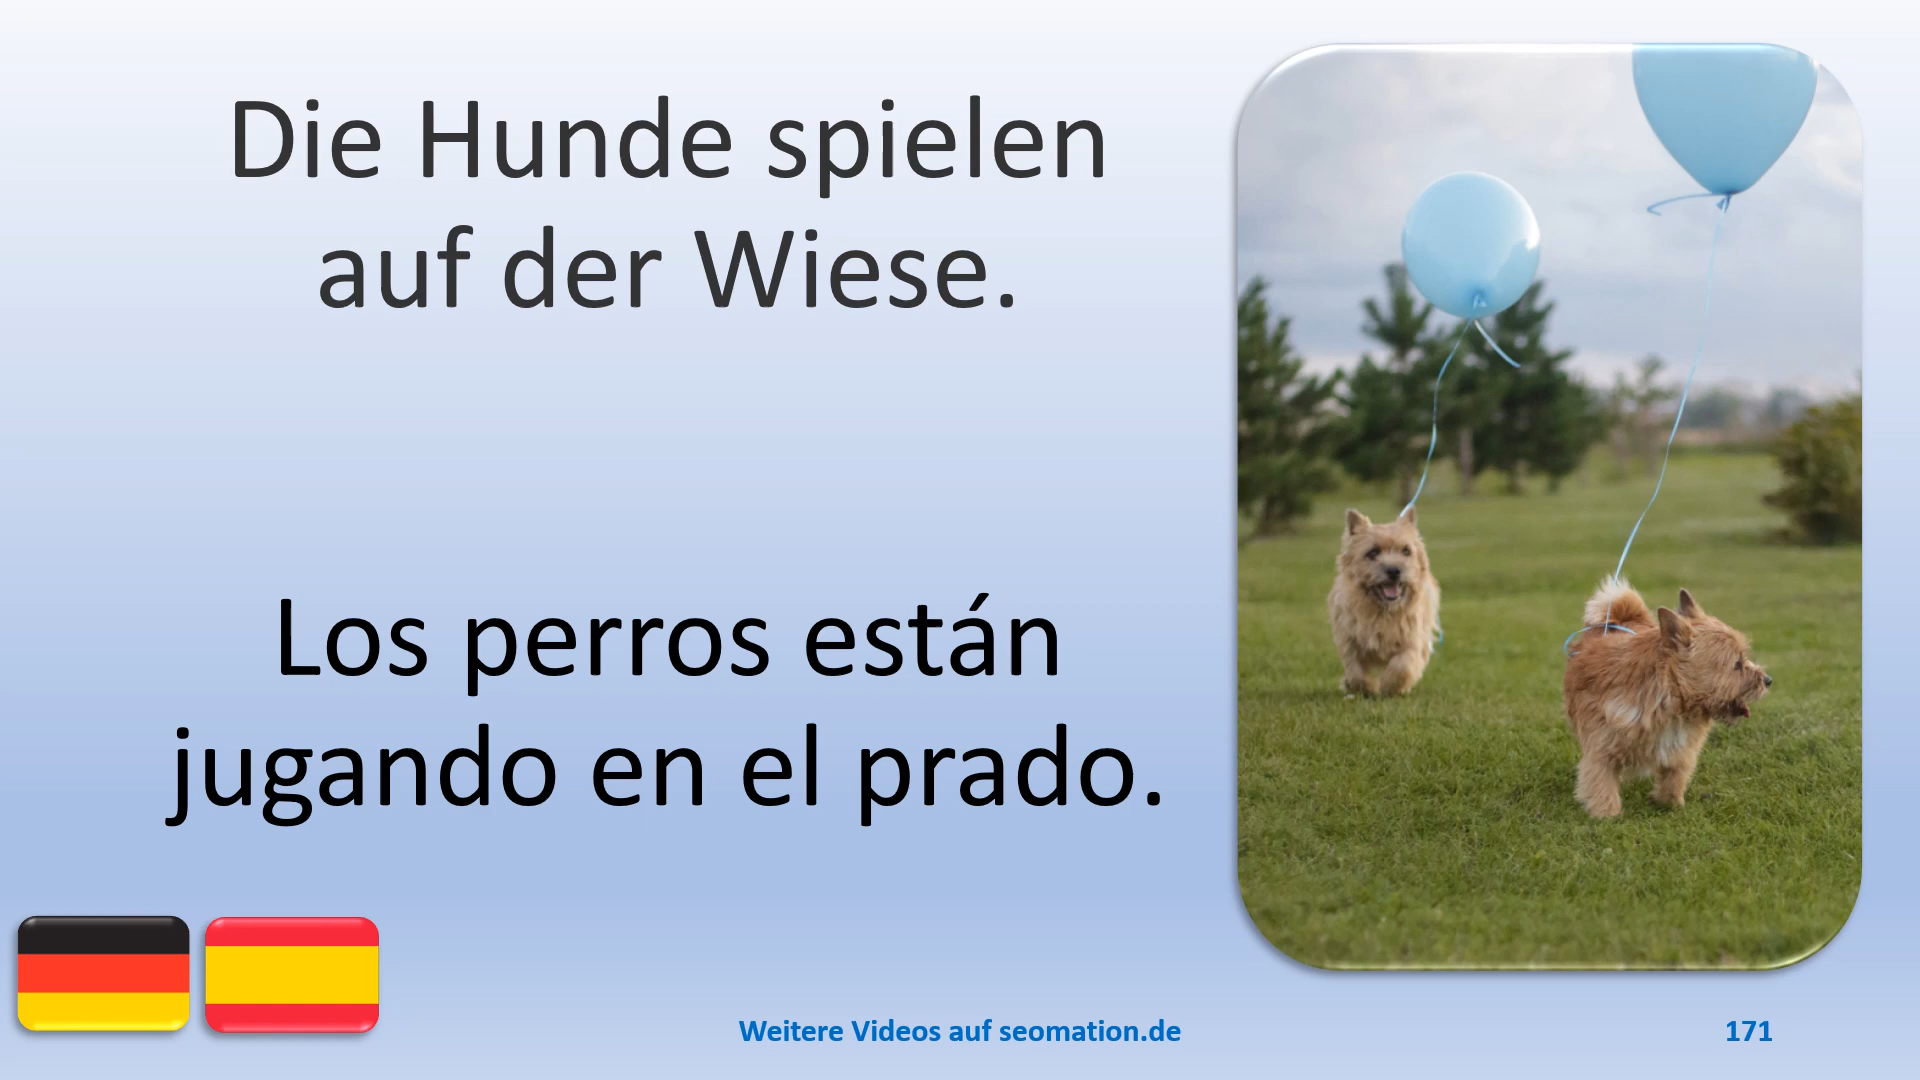 Die Hunde spielen
auf der Wiese.
Los perros están
jugando en el prado.
Weitere Videos auf seomation.de
171